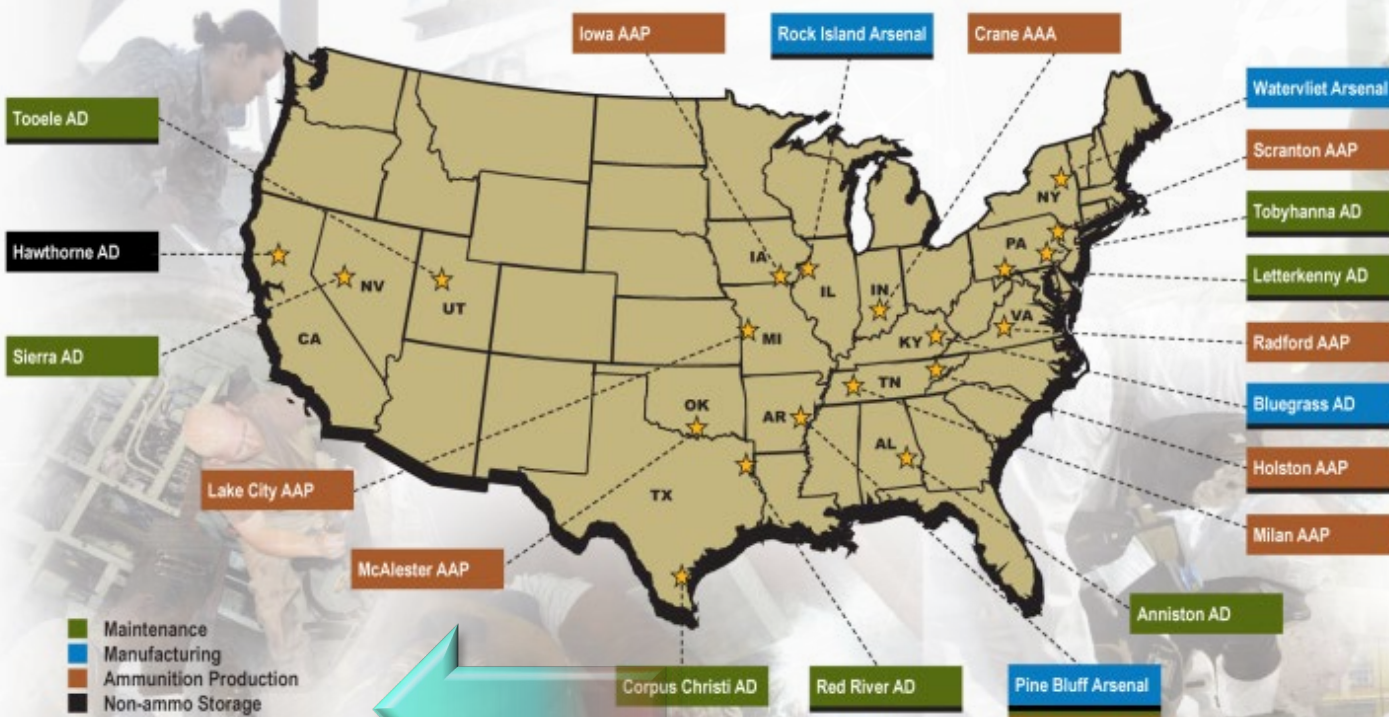 Iowa AAP
Rock Island Arsenal
Crane AAA
Watervliet Arsenal
Tooele AD
Scranton AAP
Tobyhanna AD
Hawthorne AD
Letterkenny AD
Sierra AD
Radford AAP
Bluegrass AD
Lake City AAP
Holston AAP
McAlester AAP
Milan AAP
Anniston AD
Corpus Christi AD
Red River AD
Pine Bluff Arsenal
NY
PA
IA
IL
IN
NV
UT
VA
CA
MI
KY
TN
OK
AR
AL
TX
Maintenance
Manufacturing
Ammunition Production
Non-ammo Storage